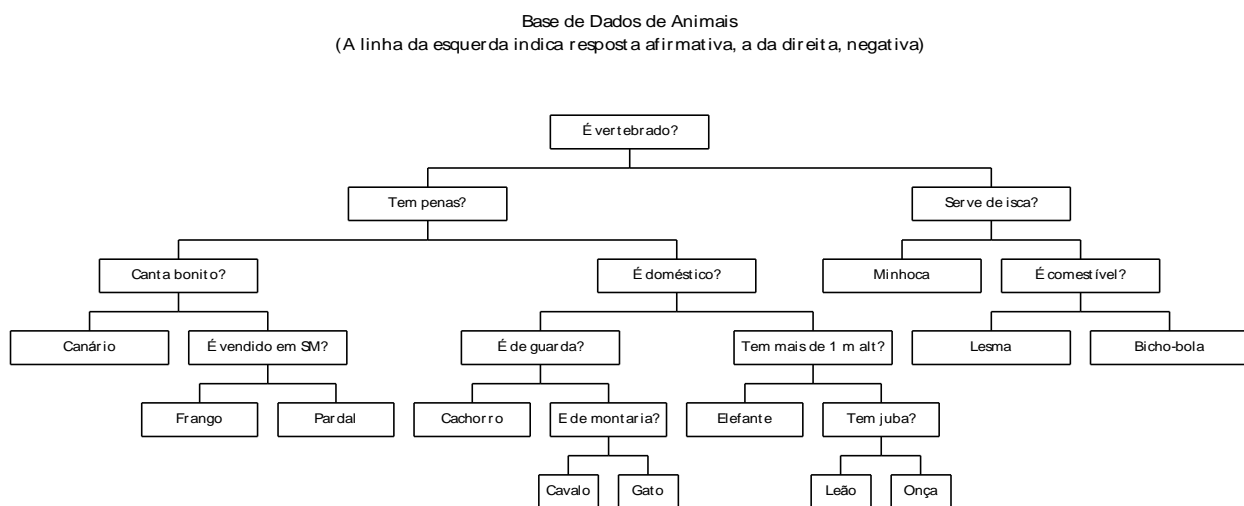 Base de Dados de Animais
(A linha da esquerda indica resposta afirmativa, a da direita, negativa)
É vertebrado?
Tem penas?
Serve de isca?
Canta bonito?
É doméstico?
Minhoca
É comestível?
Canário
É vendido em SM?
É de guarda?
Tem mais de 1 m alt?
Lesma
Bicho-bola
Frango
Pardal
Cachorro
E de montaria?
Elefante
Tem juba?
Cavalo
Gato
Leão
Onça